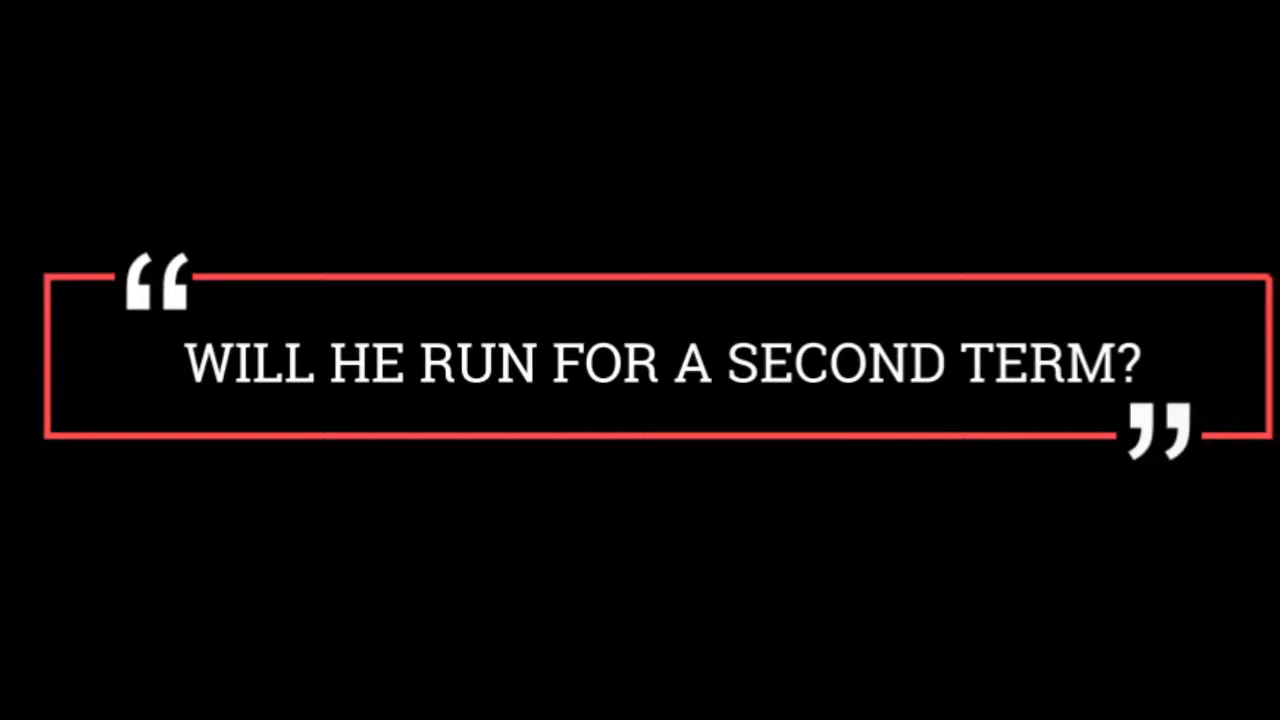 “WILL HE RUN FOR A SECOND TERM?”